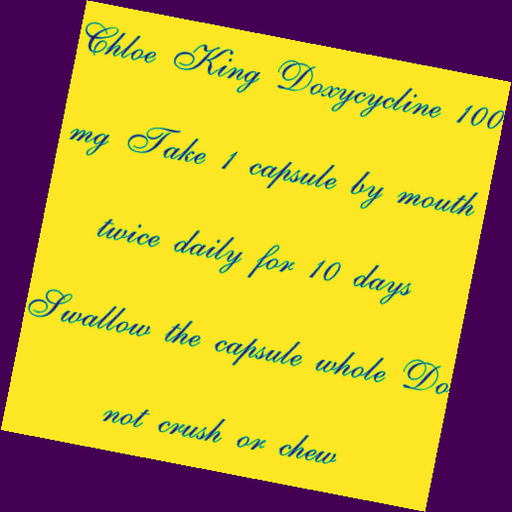 Chloe King Doxycycline 100
mg Take 1 capsule by mouth
twice daily for 10 days
Swallow the capsule whole Do
not crush or chew